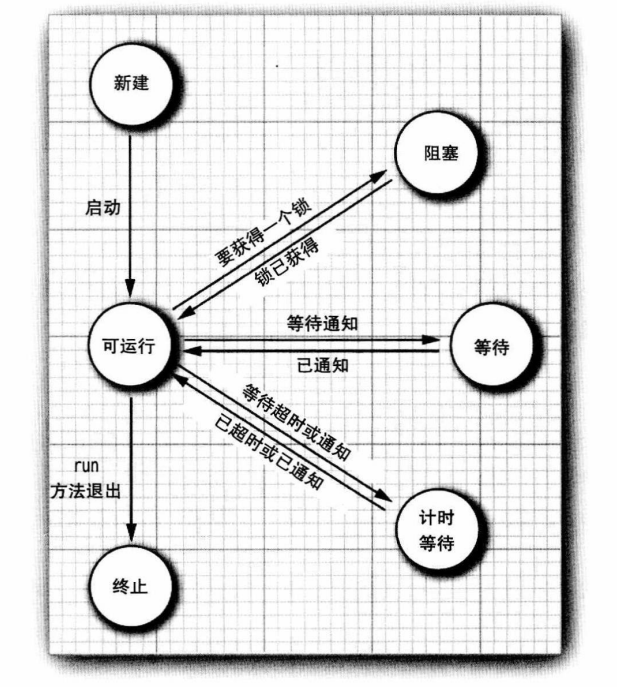 新建
阻塞
启动
要获得一个锁
锁已获得
可运行
等待通知
已通知
等待
等待超时或通知
已超时或已通知
run
方法退出
计时
等待
终止